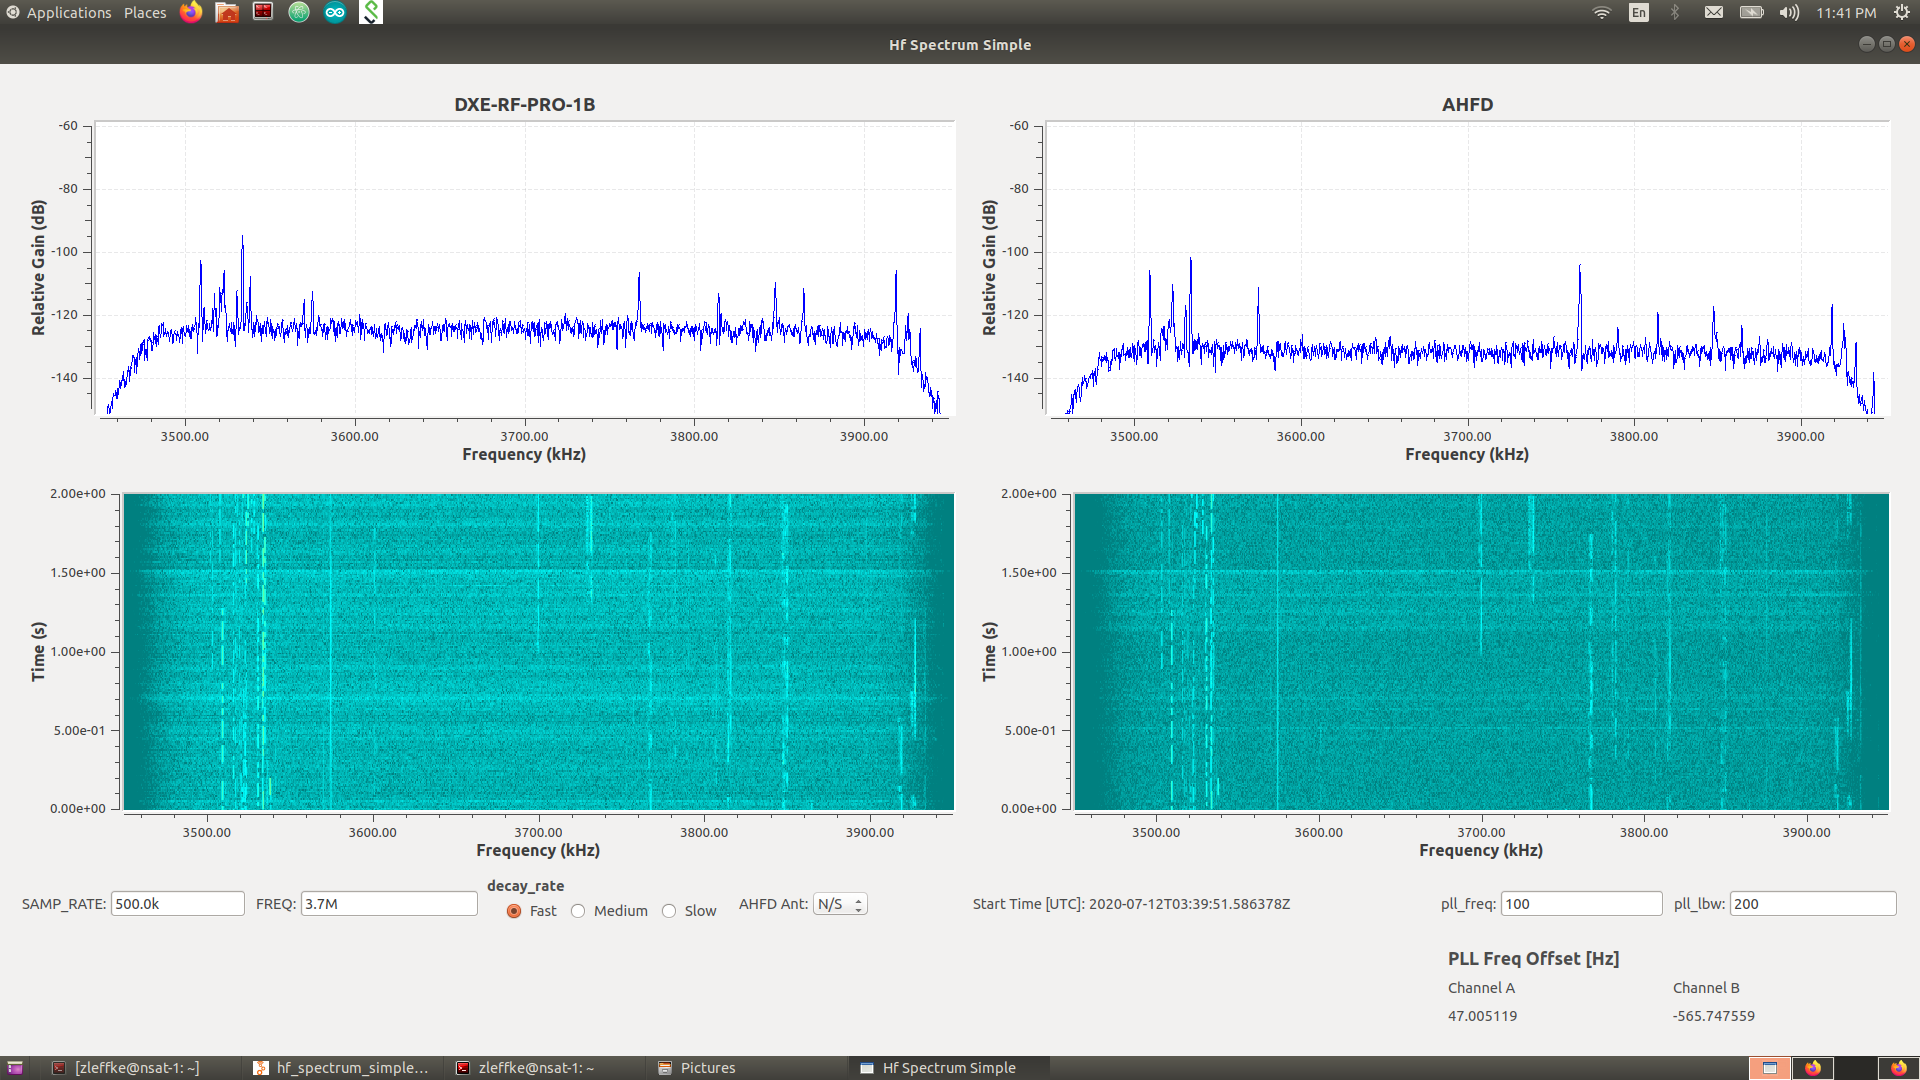 Applications Places En 11:41 PM
Hf Spectrum Simple
DXE-RF-PRO-1B
-60
-80
-100
-120
-140
Relative Gain (dB)
3500.00 3600.00 3700.00 3800.00 3900.00
Frequency (kHz)
AHFD
-60
-80
-100
-120
-140
Relative Gain (dB)
3500.00 3600.00 3700.00 3800.00 3900.00
Frequency (kHz)
2.00e+00
1.50e+00
1.00e+00
5.00e-01
0.00e+00
Time (s)
3500.00 3600.00 3700.00 3800.00 3900.00
Frequency (kHz)
2.00e+00
1.50e+00
1.00e+00
5.00e-01
0.00e+00
Time (s)
3500.00 3600.00 3700.00 3800.00 3900.00
Frequency (kHz)
decay_rate
SAMP_RATE: 500.0k FREQ: 3.7M Fast Medium Slow AHFD Ant: N/S Start Time [UTC]: 2020-07-12T03:39:51.586378Z pll_freq: 100 pll_lbw: 200
PLL Freq Offset [Hz]
Channel A Channel B
47.005119 -565.747559
[zleffke@nsat-1: ~] hf_spectrum_simple... zleffke@nsat-1: ~ Pictures Hf Spectrum Simple